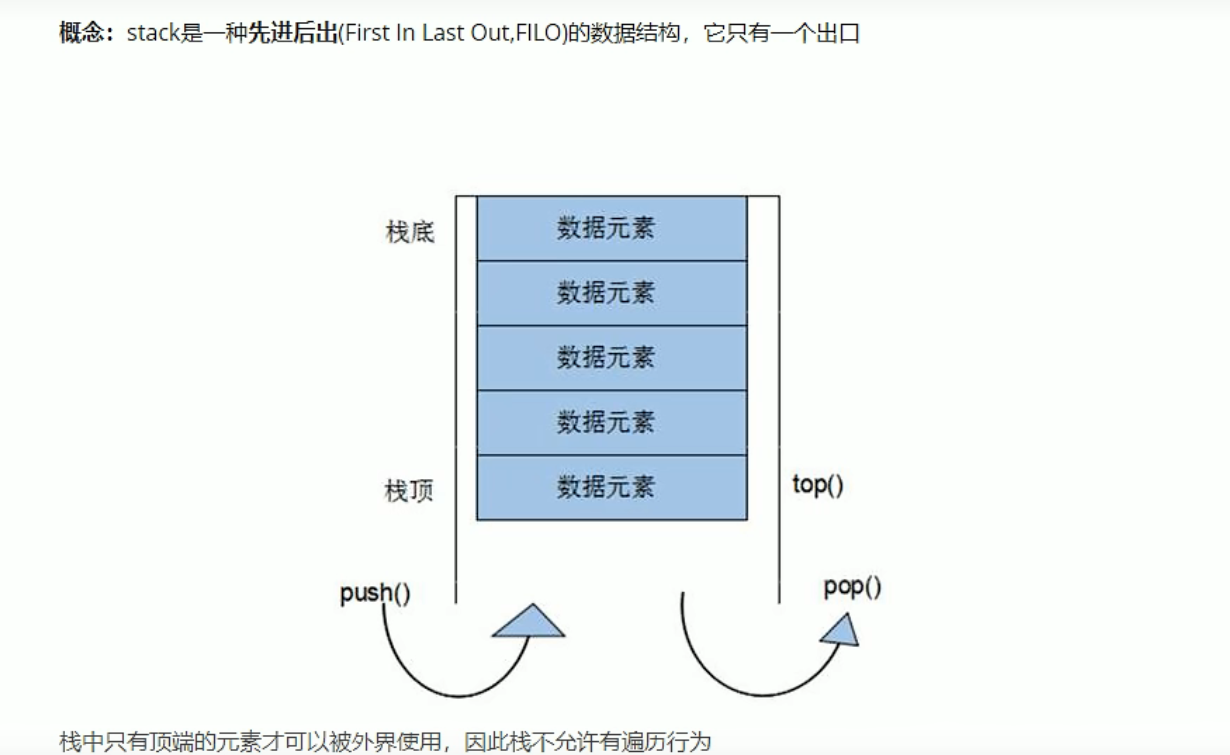 概念：stack是一种先进后出(First In Last Out,FILO)的数据结构，它只有一个出口
栈底
数据元素
数据元素
数据元素
数据元素
栈顶
数据元素
top()
push()
pop()
栈中只有顶端的元素才可以被外界使用，因此栈不允许有遍历行为